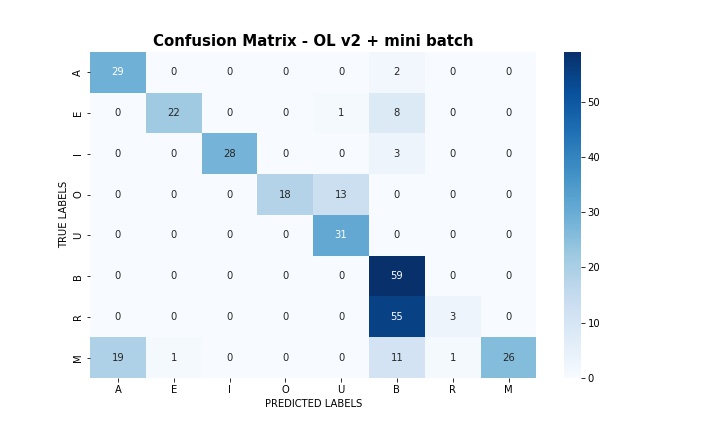 Confusion Matrix - OL v2 + mini batch
A 29 0 0 0 0 2 0 0
E 0 22 0 0 1 8 0 0
I 0 0 28 0 0 3 0 0
O 0 0 0 18 13 0 0 0
U 0 0 0 0 31 0 0 0
B 0 0 0 0 0 59 0 0
R 0 0 0 0 0 55 3 0
M 19 1 0 0 0 11 1 26
A E I O U B R M
TRUE LABELS
PREDICTED LABELS
50
40
30
20
10
0